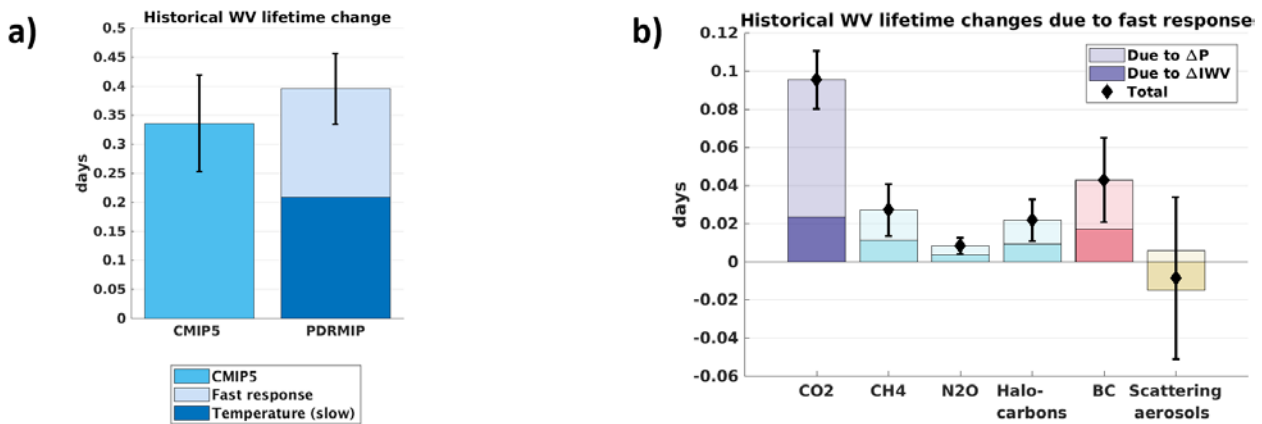 a)
Historical WV lifetime change
0.5
0.45
0.4
0.35
0.3
0.25
0.2
0.15
0.1
0.05
0
days
CMIP5
PDRMIP
CMIP5
Fast response
Temperature (slow)
b)
Historical WV lifetime changes due to fast response
0.12
0.1
0.08
0.06
0.04
0.02
0
-0.02
-0.04
-0.06
days
Due to ΔP
Due to ΔIWV
Total
CO2
CH4
N2O
Halo-
carbons
BC
Scattering
aerosols